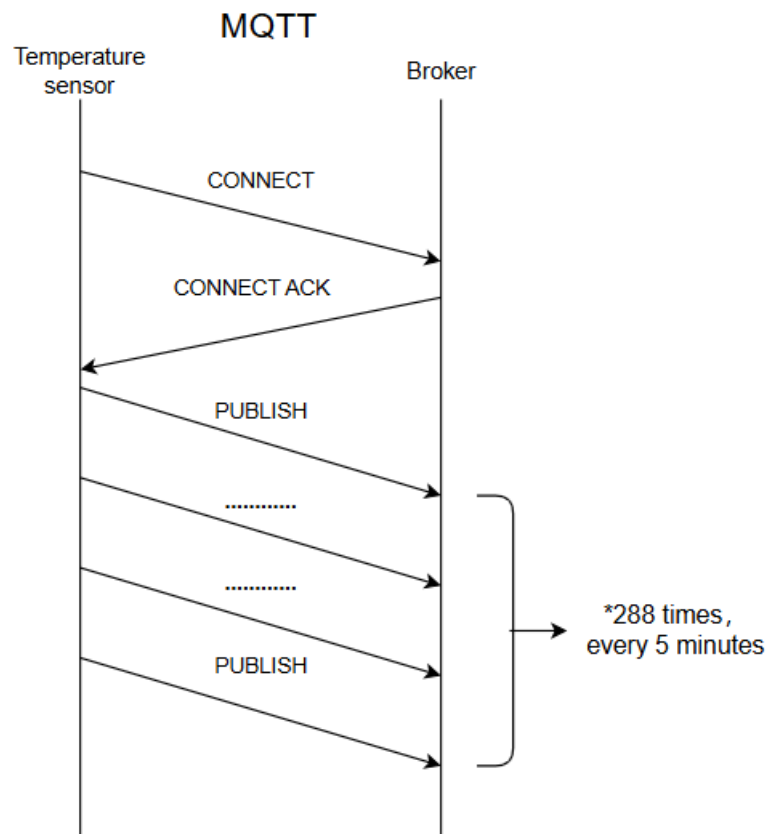 MQTT
Temperature
sensor
Broker
CONNECT
CONNECT ACK
PUBLISH
............
............
PUBLISH
*288 times,
every 5 minutes